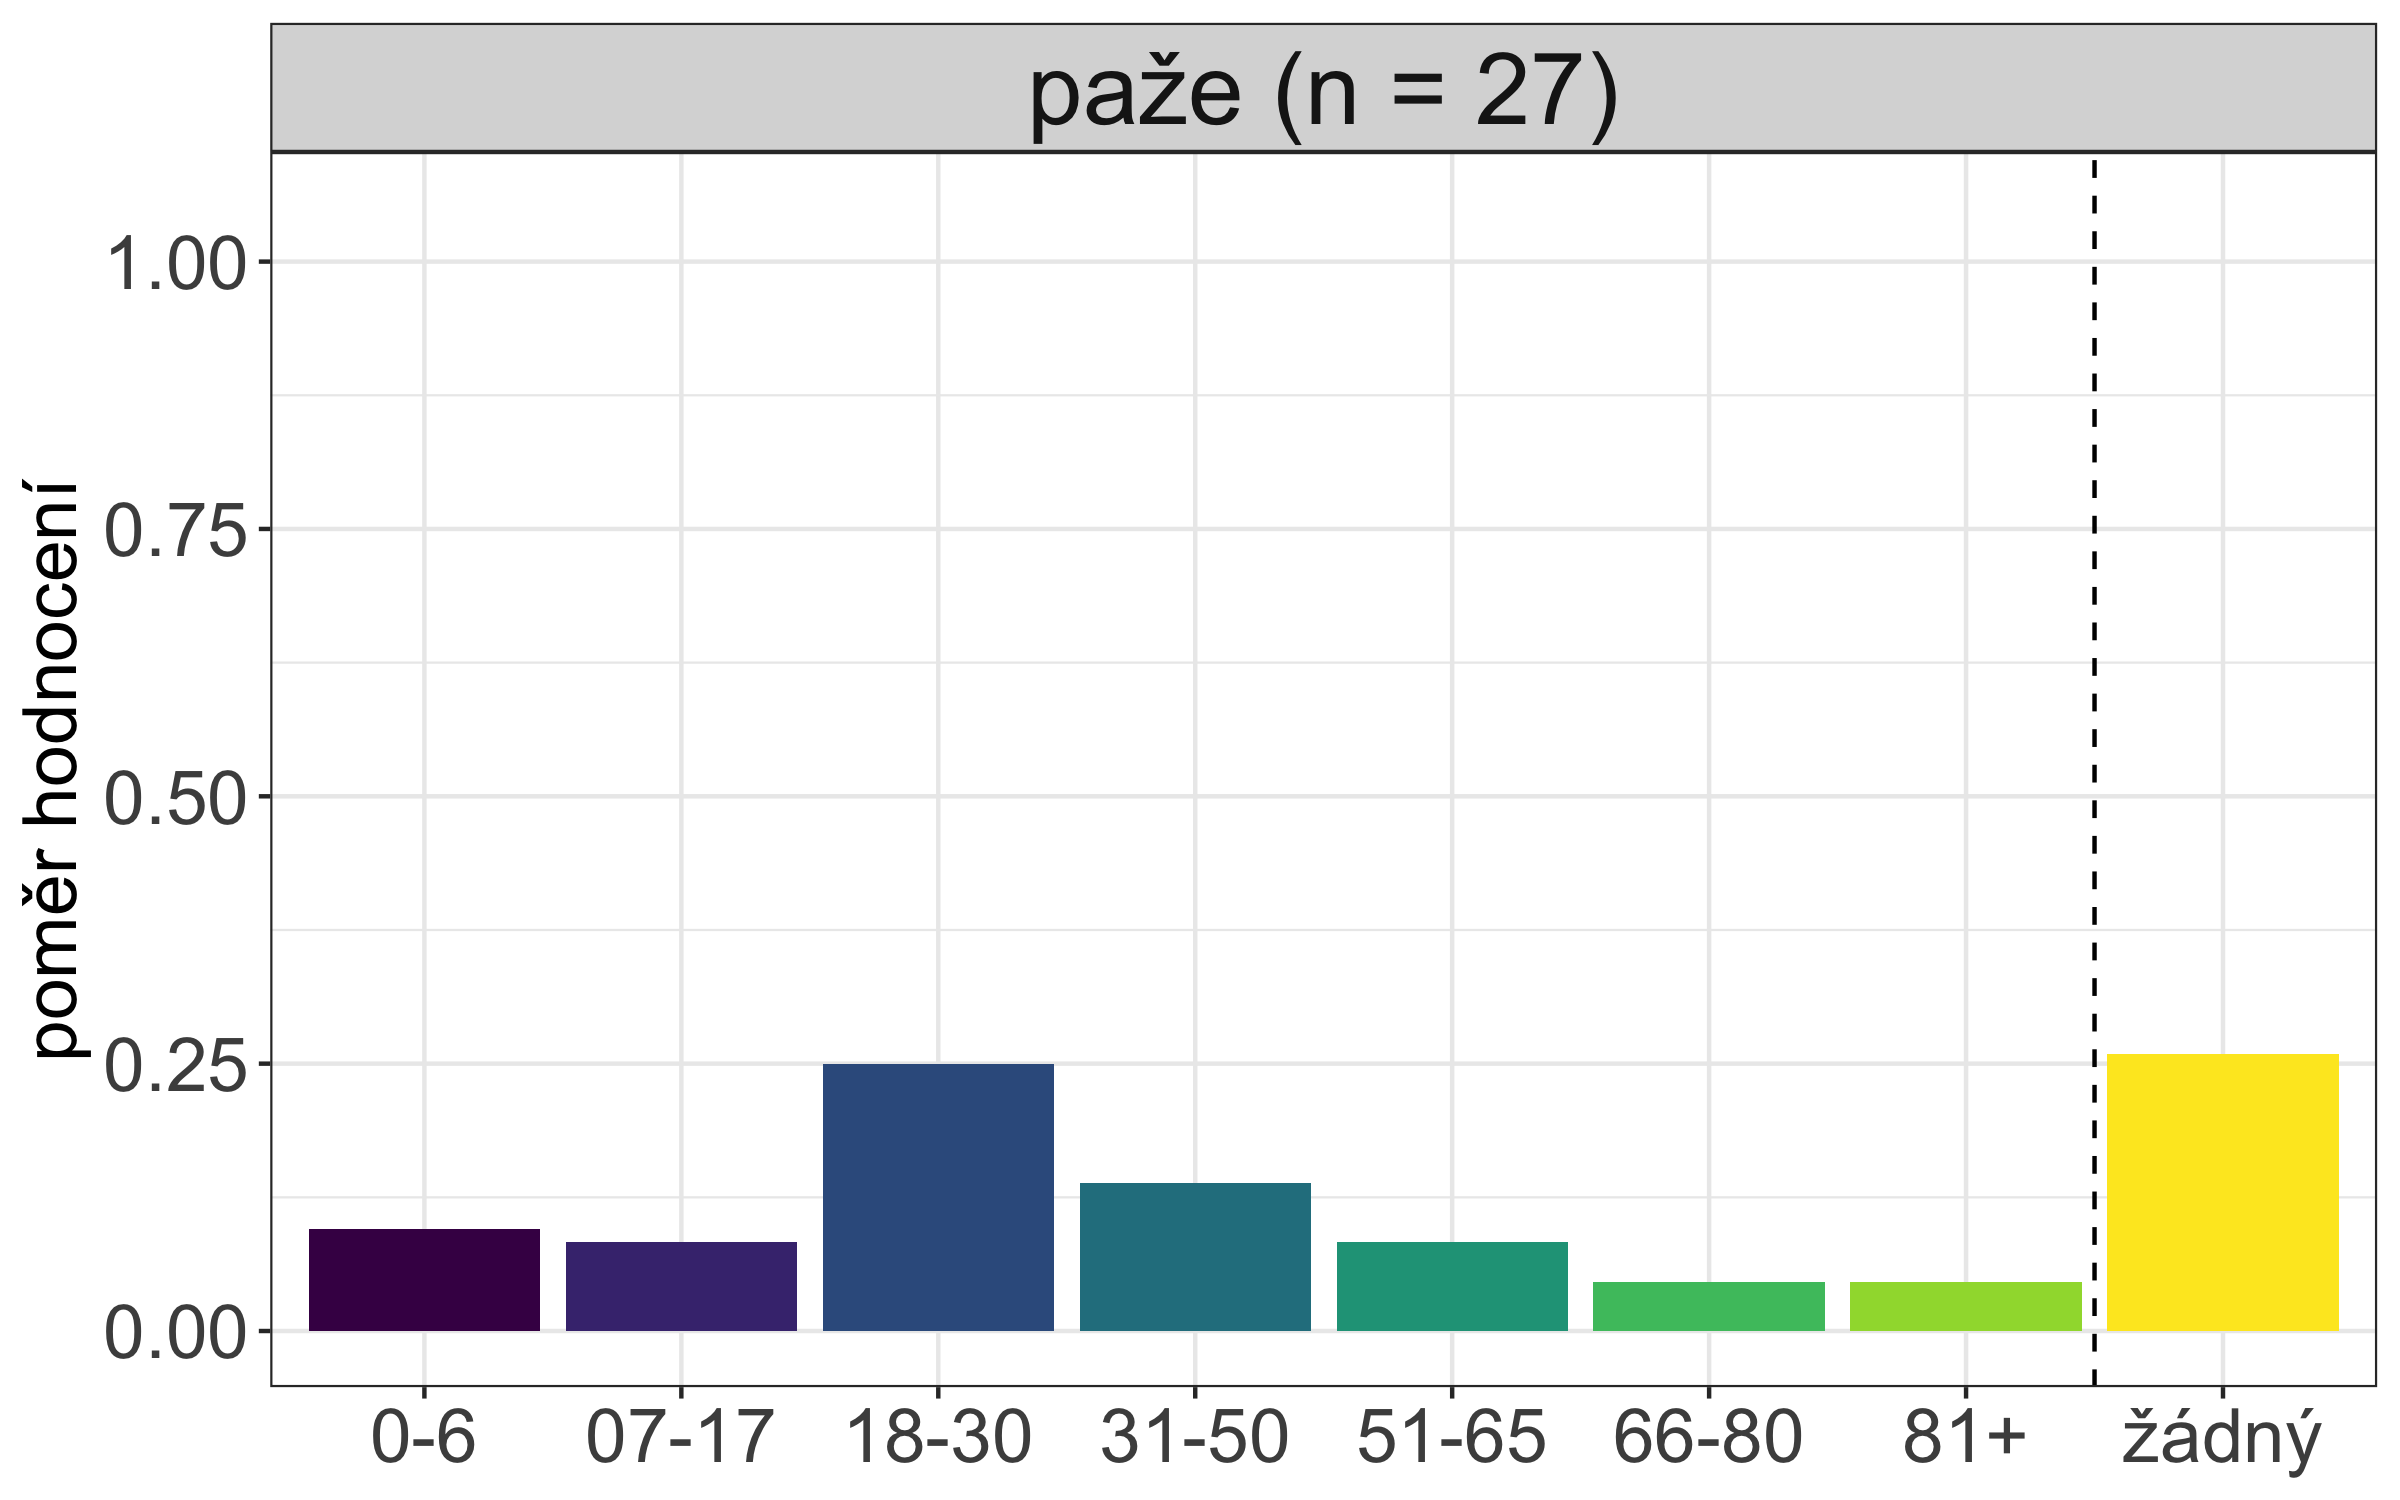 paže (n = 27)
poměr hodnocení
1.00
0.75
0.50
0.25
0.00
0-6 07-17 18-30 31-50 51-65 66-80 81+ žádný